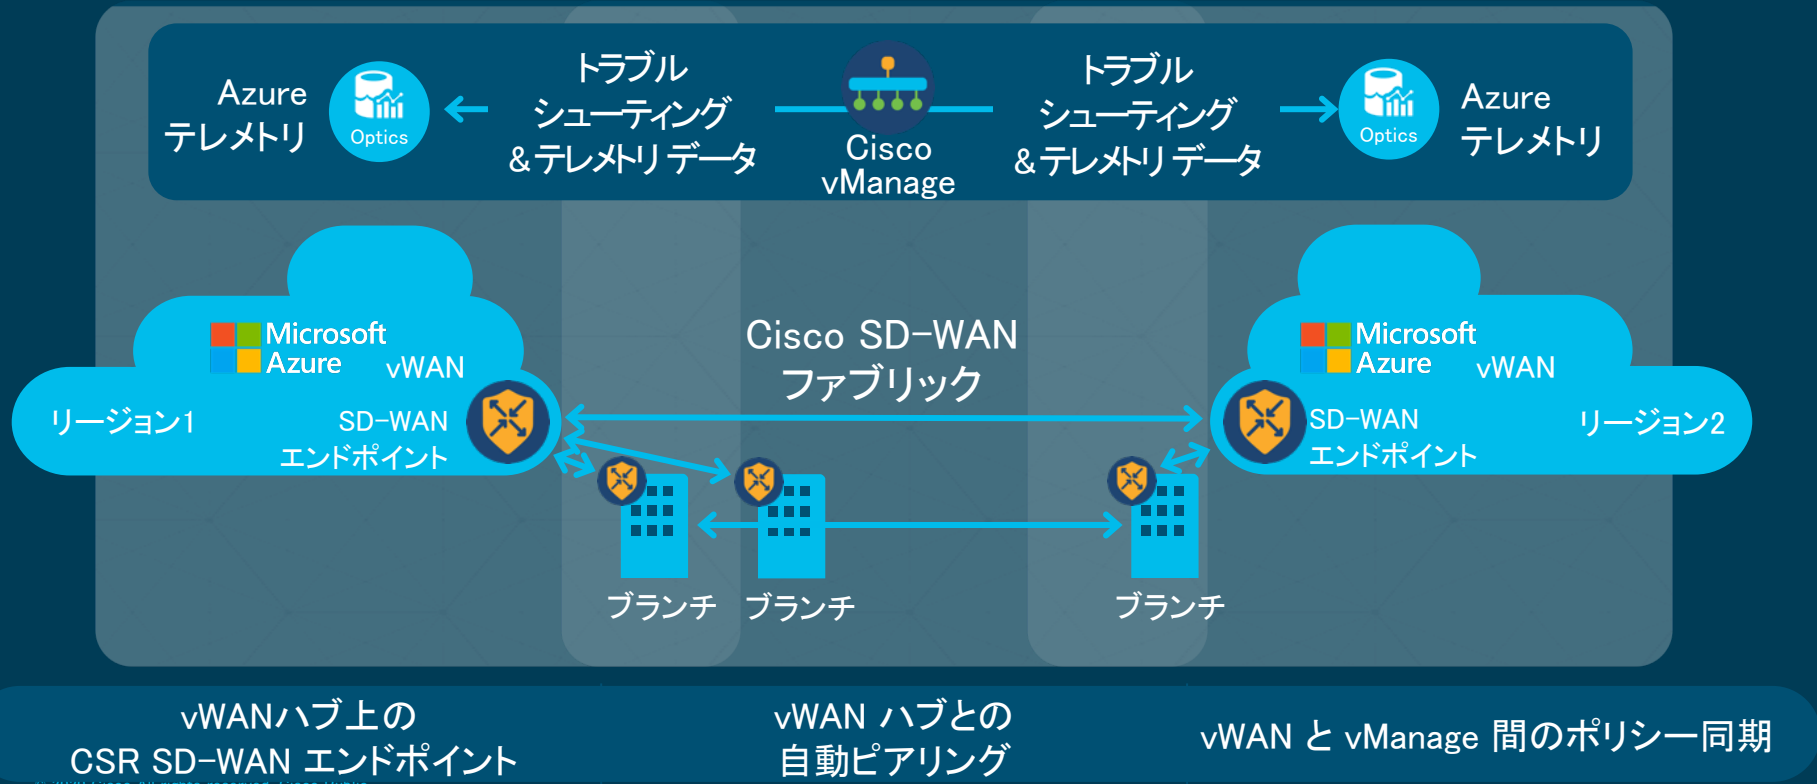 Azure
テレメトリ
Optics
トラブル
シューティング
&テレメトリ データ
Cisco
vManage
トラブル
シューティング
&テレメトリ データ
Optics
Azure
テレメトリ
Microsoft
Azure
vWAN
リージョン1
SD-WAN
エンドポイント
Cisco SD-WAN
ファブリック
Microsoft
Azure
vWAN
SD-WAN
エンドポイント
リージョン2
ブランチ
ブランチ
ブランチ
vWANハブ上の
CSR SD-WAN エンドポイント
vWAN ハブとの
自動ピアリング
vWAN と vManage 間のポリシー同期